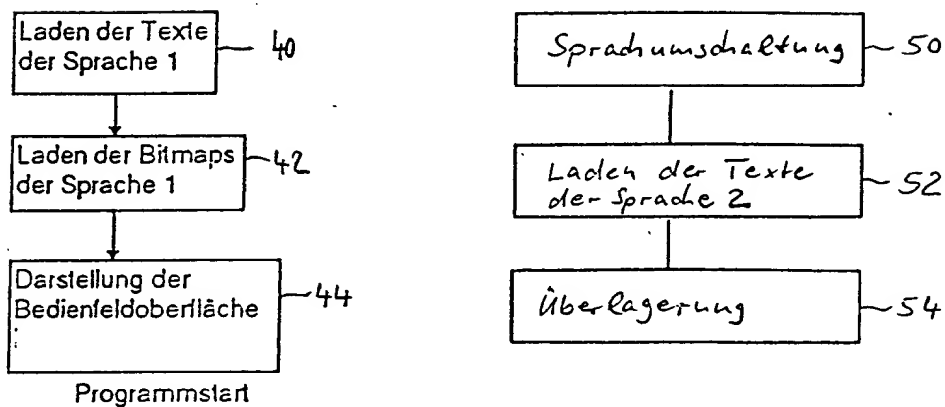 Laden der Texte
der Sprache 1
40
Laden der Bitmaps
der Sprache 1
42
Darstellung der
Bedienfeldoberfläche
44
Programmstart
Sprachumschaltung
50
Laden der Texte
der Sprache 2
52
Überlagerung
54